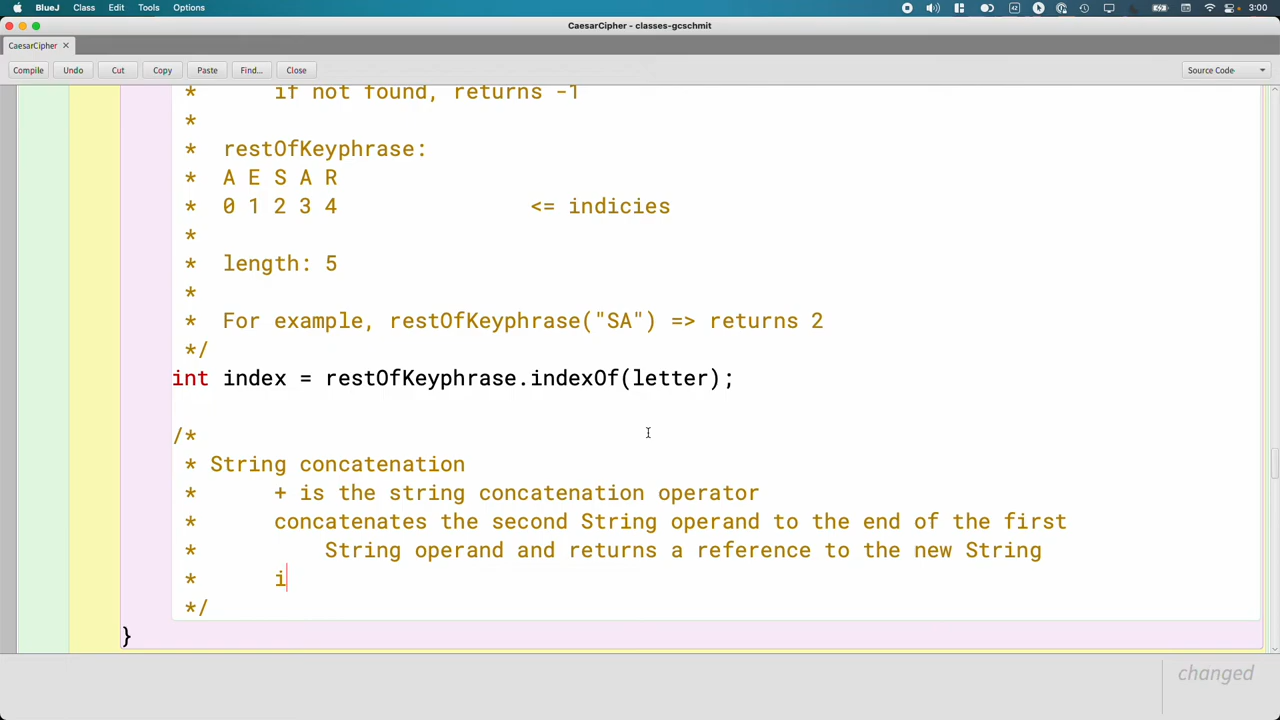 BlueJ Class Edit Tools Options 3:00
CaesarCipher - classes-gcschmit
CaesarCipher ×
Compile Undo Cut Copy Paste Find... Close Source Code
* if not found, returns -1
*
* restOfKeyphrase:
* A E S A R
* 0 1 2 3 4 <= indicies
*
* length: 5
*
* For example, restOfKeyphrase("SA") => returns 2
*/
int index = restOfKeyphrase.indexOf(letter);
/*
* String concatenation
* + is the string concatenation operator
* concatenates the second String operand to the end of the first
* String operand and returns a reference to the new String
* i
*/
}
changed